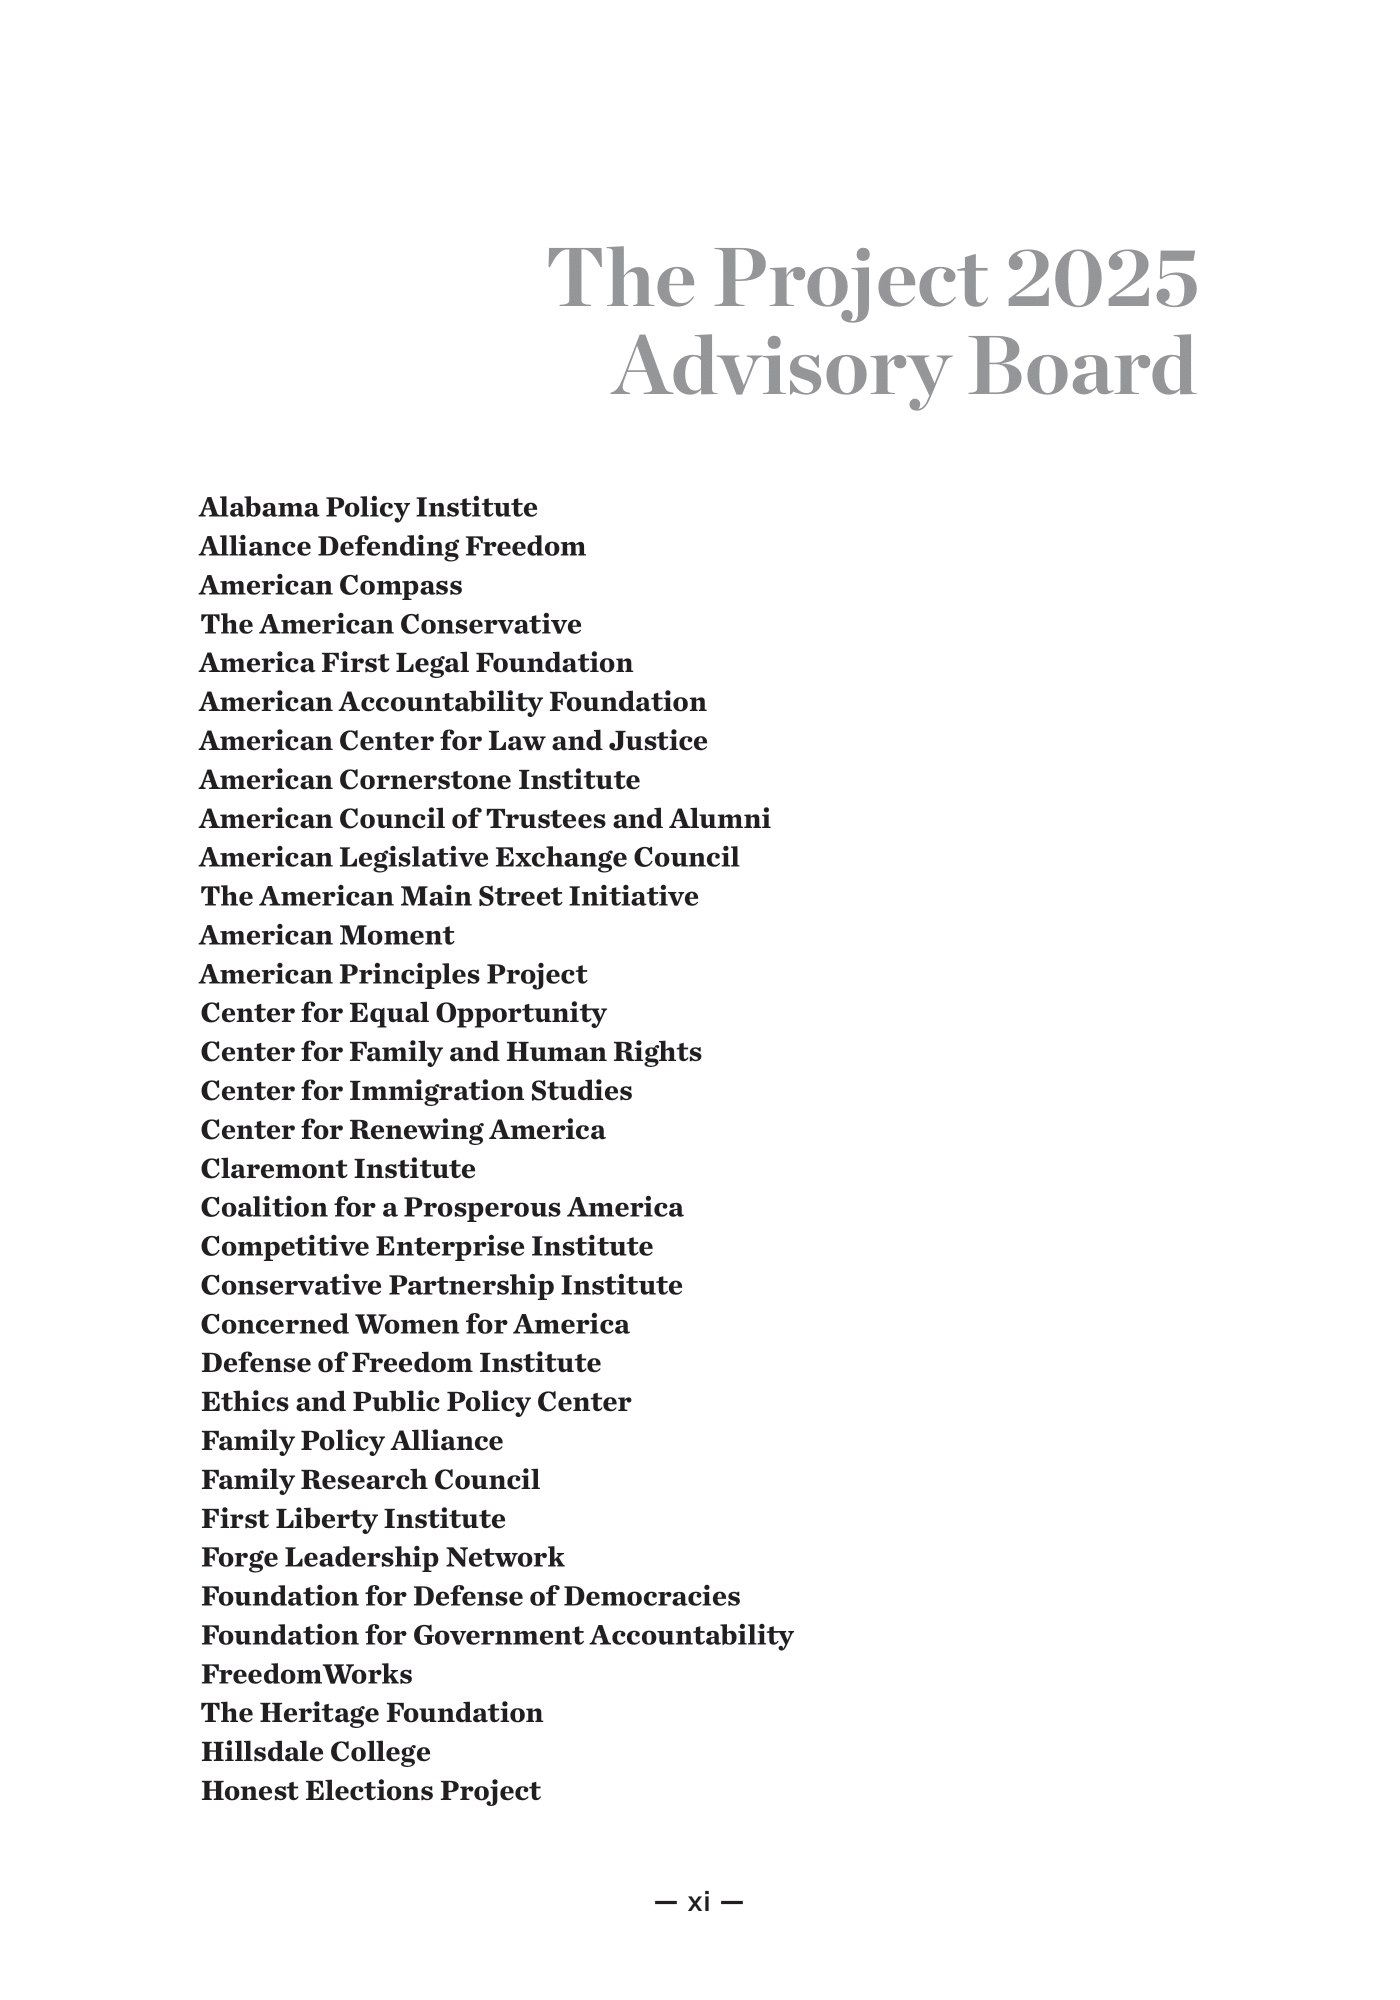 The Project 2025
Advisory Board
Alabama Policy Institute
Alliance Defending Freedom
American Compass
The American Conservative
America First Legal Foundation
American Accountability Foundation
American Center for Law and Justice
American Cornerstone Institute
American Council of Trustees and Alumni
American Legislative Exchange Council
The American Main Street Initiative
American Moment
American Principles Project
Center for Equal Opportunity
Center for Family and Human Rights
Center for Immigration Studies
Center for Renewing America
Claremont Institute
Coalition for a Prosperous America
Competitive Enterprise Institute
Conservative Partnership Institute
Concerned Women for America
Defense of Freedom Institute
Ethics and Public Policy Center
Family Policy Alliance
Family Research Council
First Liberty Institute
Forge Leadership Network
Foundation for Defense of Democracies
Foundation for Government Accountability
FreedomWorks
The Heritage Foundation
Hillsdale College
Honest Elections Project
— xi —